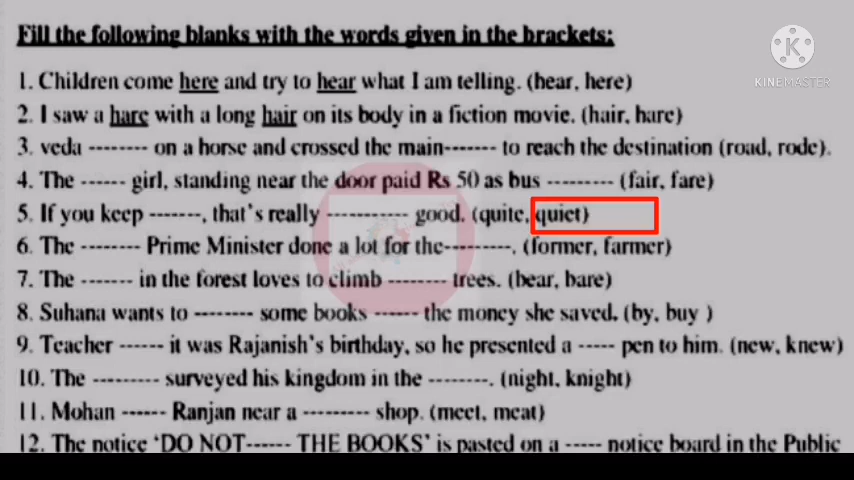 Fill the following blanks with the words given in the brackets:
KINEMASTER
1. Children come here and try to hear what I am telling. (hear, here)
2. I saw a hare with a long hair on its body in a fiction movie. (hair, hare)
3. veda -------- on a horse and crossed the main------- to reach the destination (road, rode).
4. The ------ girl, standing near the door paid Rs 50 as bus --------- (fair, fare)
5. If you keep -------, that's really ---------- good. (quite, quiet)
6. The -------- Prime Minister done a lot for the---------. (former, farmer)
7. The ------- in the forest loves to climb -------- trees. (bear, bare)
8. Suhana wants to -------- some books ------ the money she saved. (by, buy )
9. Teacher ------ it was Rajanish's birthday, so he presented a ----- pen to him. (new, knew)
10. The --------- surveyed his kingdom in the --------. (night, knight)
11. Mohan ------ Ranjan near a --------- shop. (meet, meat)
12. The notice 'DO NOT------ THE BOOKS' is pasted on a ----- notice board in the Public